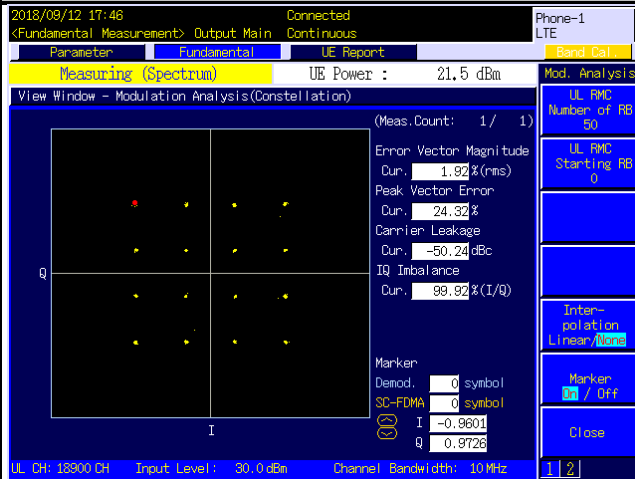 2018/09/12 17:46 Connected Phone-1
<Fundamental Measurement> Output Main Continuous LTE
Parameter Fundamental UE Report Band Cal.
Measuring (Spectrum) UE Power : 21.5 dBm Mod. Analysis
View Window - Modulation Analysis(Constellation)
UL RMC
Number of RB
50
(Meas.Count: 1/ 1)
Error Vector Magnitude
Cur. 1.92 %(rms)
UL RMC
Starting RB
0
Peak Vector Error
Cur. 24.32 %
Carrier Leakage
Cur. -50.24 dBc
IQ Imbalance
Cur. 99.92 %(I/Q)
Q
I
Inter-
polation
Linear/None
Marker
Demod. 0 symbol
SC-FDMA 0 symbol
I -0.9601
Q 0.9726
Marker
On / Off
Close
UL CH: 18900 CH Input Level: 30.0 dBm Channel Bandwidth: 10 MHz 1 2